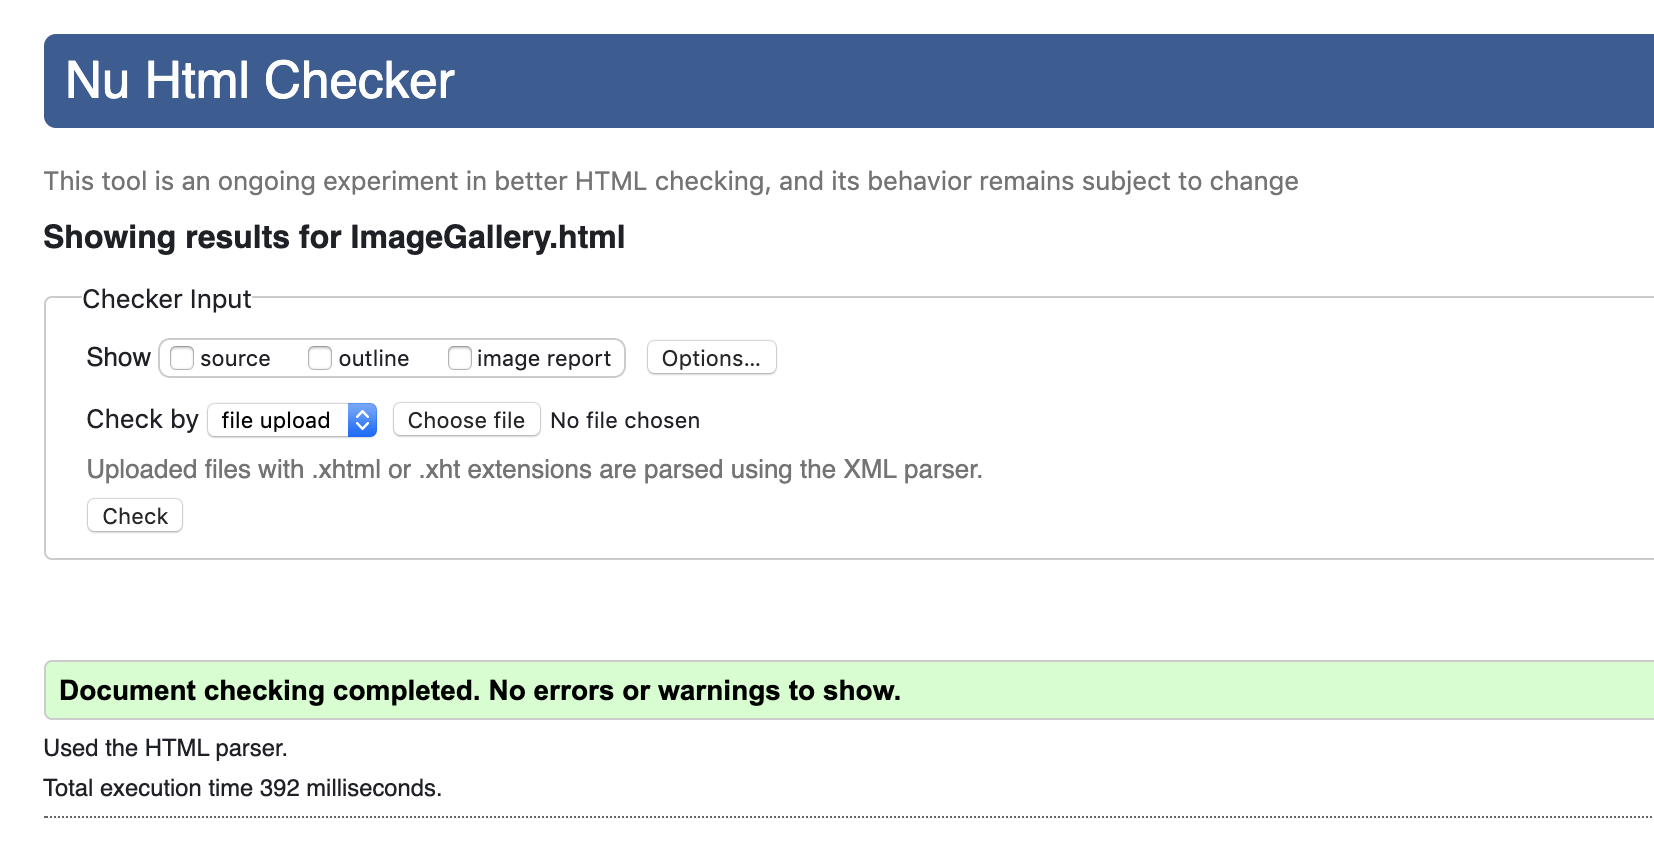 Nu Html Checker
This tool is an ongoing experiment in better HTML checking, and its behavior remains subject to change
Showing results for ImageGallery.html
Checker Input
Show source outline image report Options...
Check by file upload Choose file No file chosen
Uploaded files with .xhtml or .xht extensions are parsed using the XML parser.
Check
Document checking completed. No errors or warnings to show.
Used the HTML parser.
Total execution time 392 milliseconds.